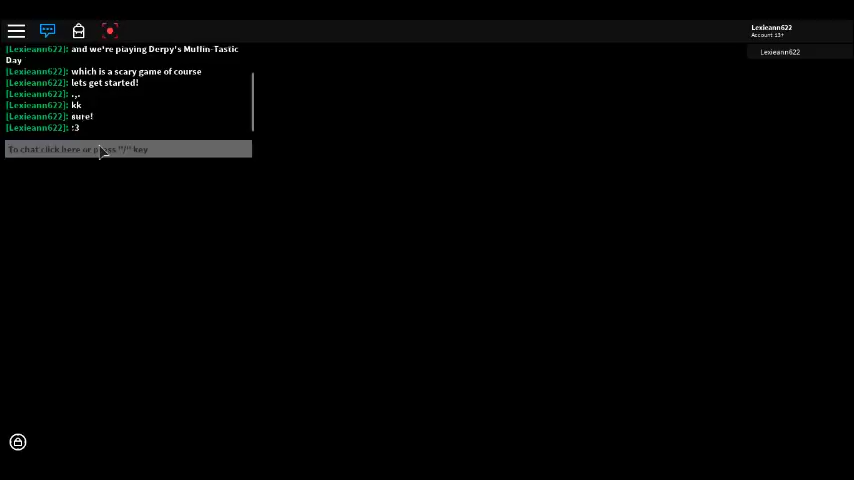 Lexieann622
Account 13+
Lexieann622
[Lexieann622]: and we're playing Derpy's Muffin-Tastic
Day
[Lexieann622]: which is a scary game of course
[Lexieann622]: lets get started!
[Lexieann622]: .,.
[Lexieann622]: kk
[Lexieann622]: sure!
[Lexieann622]: :3
To chat click here or press "/" key